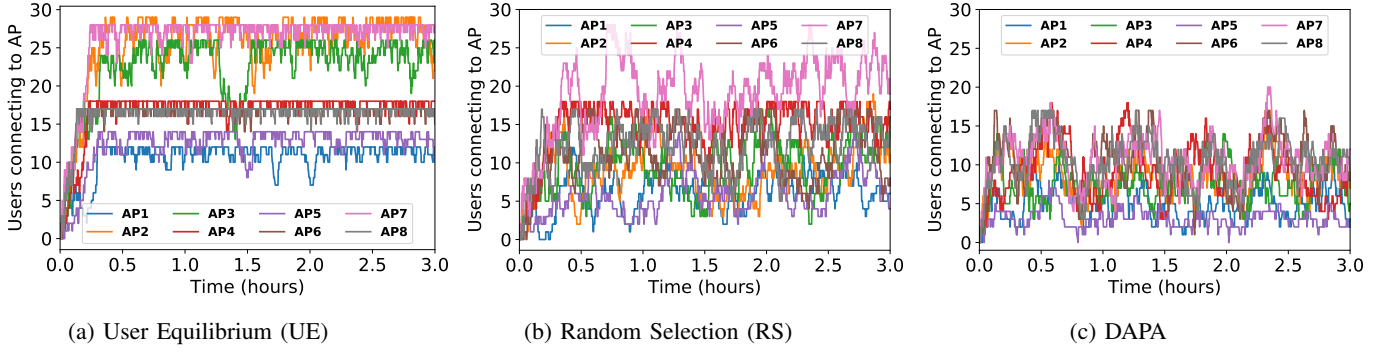 Users connecting to AP
30
25
20
15
10
5
0
AP1 AP3 AP5 AP7
AP2 AP4 AP6 AP8
0.0 0.5 1.0 1.5 2.0 2.5 3.0
Time (hours)
(a) User Equilibrium (UE)
Users connecting to AP
30
25
20
15
10
5
0
AP1 AP3 AP5 AP7
AP2 AP4 AP6 AP8
0.0 0.5 1.0 1.5 2.0 2.5 3.0
Time (hours)
(b) Random Selection (RS)
Users connecting to AP
30
25
20
15
10
5
0
AP1 AP3 AP5 AP7
AP2 AP4 AP6 AP8
0.0 0.5 1.0 1.5 2.0 2.5 3.0
Time (hours)
(c) DAPA